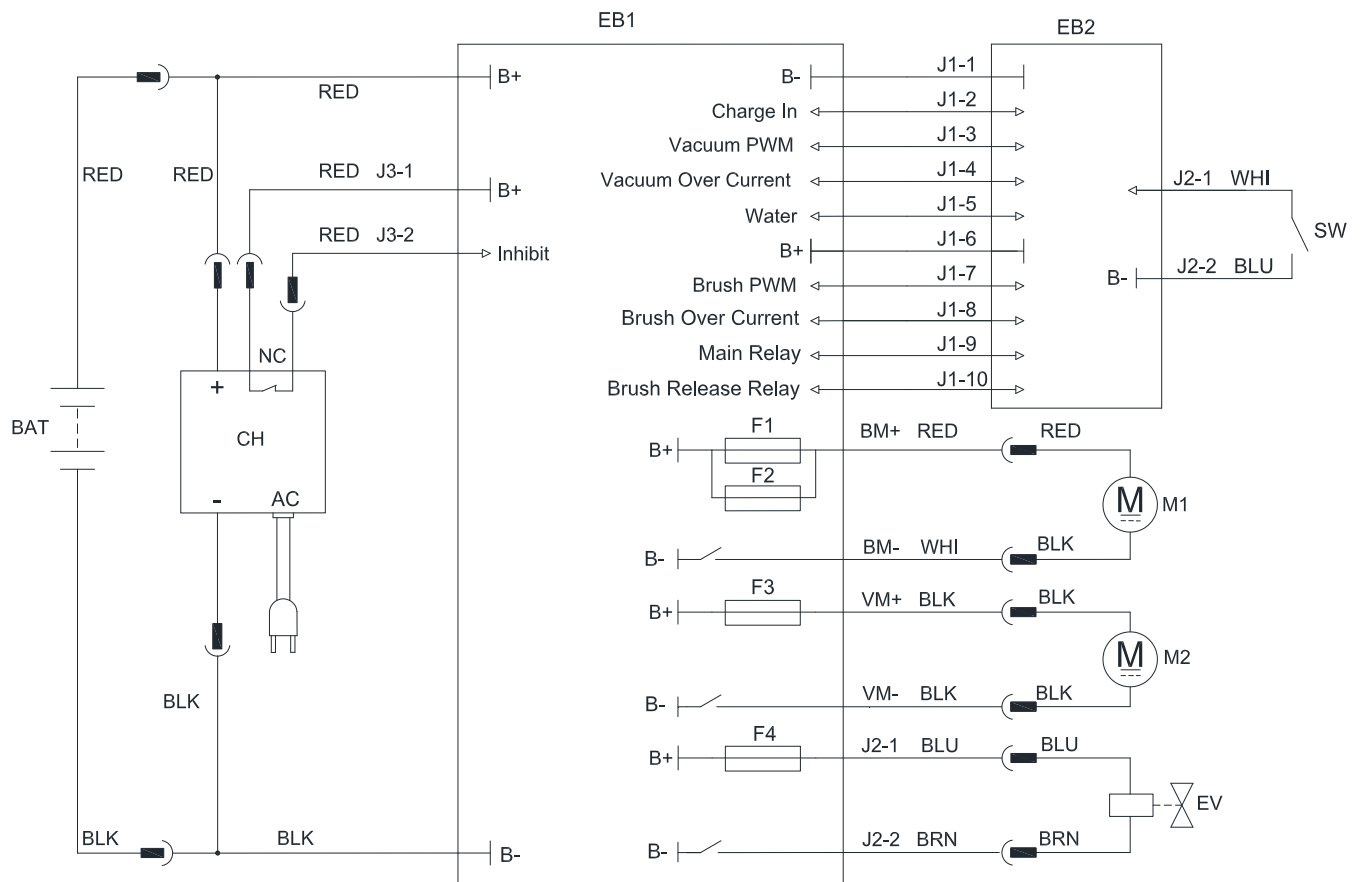 EB1
EB2
B+
RED
B- J1-1
Charge In J1-2
Vacuum PWM J1-3
RED RED
RED J3-1
B+
Vacuum Over Current J1-4
J2-1 WHI
Water J1-5
SW
RED J3-2
Inhibit
B+ J1-6
B- J2-2 BLU
Brush PWM J1-7
Brush Over Current J1-8
NC
Main Relay J1-9
+
Brush Release Relay J1-10
BAT
CH
B+ F1 BM+ RED RED
F2
- AC
M M1
B- BM- WHI BLK
B+ F3 VM+ BLK BLK
M M2
BLK
B- VM- BLK BLK
B+ F4 J2-1 BLU BLU
EV
BLK BLK
B-
B- J2-2 BRN BRN